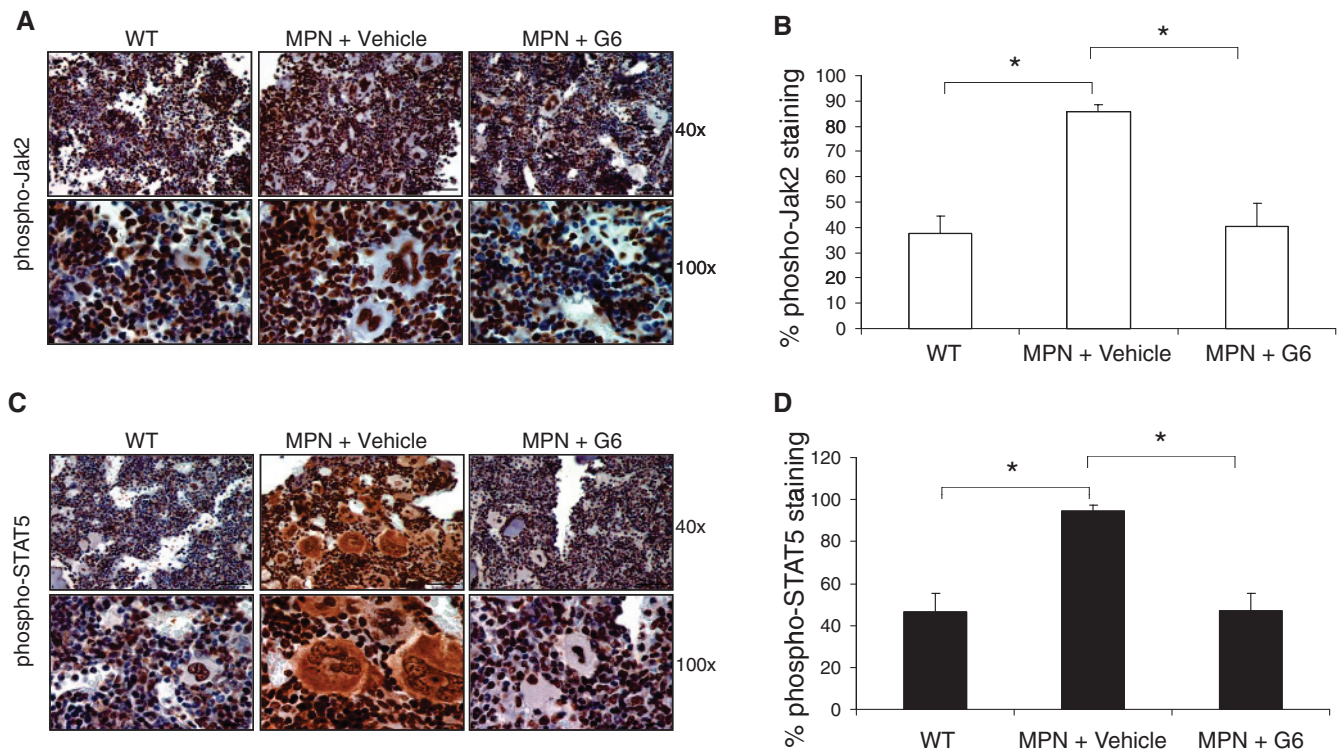 A
WT
MPN + Vehicle
MPN + G6
phospho-Jak2
40x
100x
B
*
*
% phosho-Jak2 staining
100
90
80
70
60
50
40
30
20
10
0
WT
MPN + Vehicle
MPN + G6
C
WT
MPN + Vehicle
MPN + G6
phospho-STAT5
40x
100x
D
*
*
% phospho-STAT5 staining
120
100
80
60
40
20
0
WT
MPN + Vehicle
MPN + G6